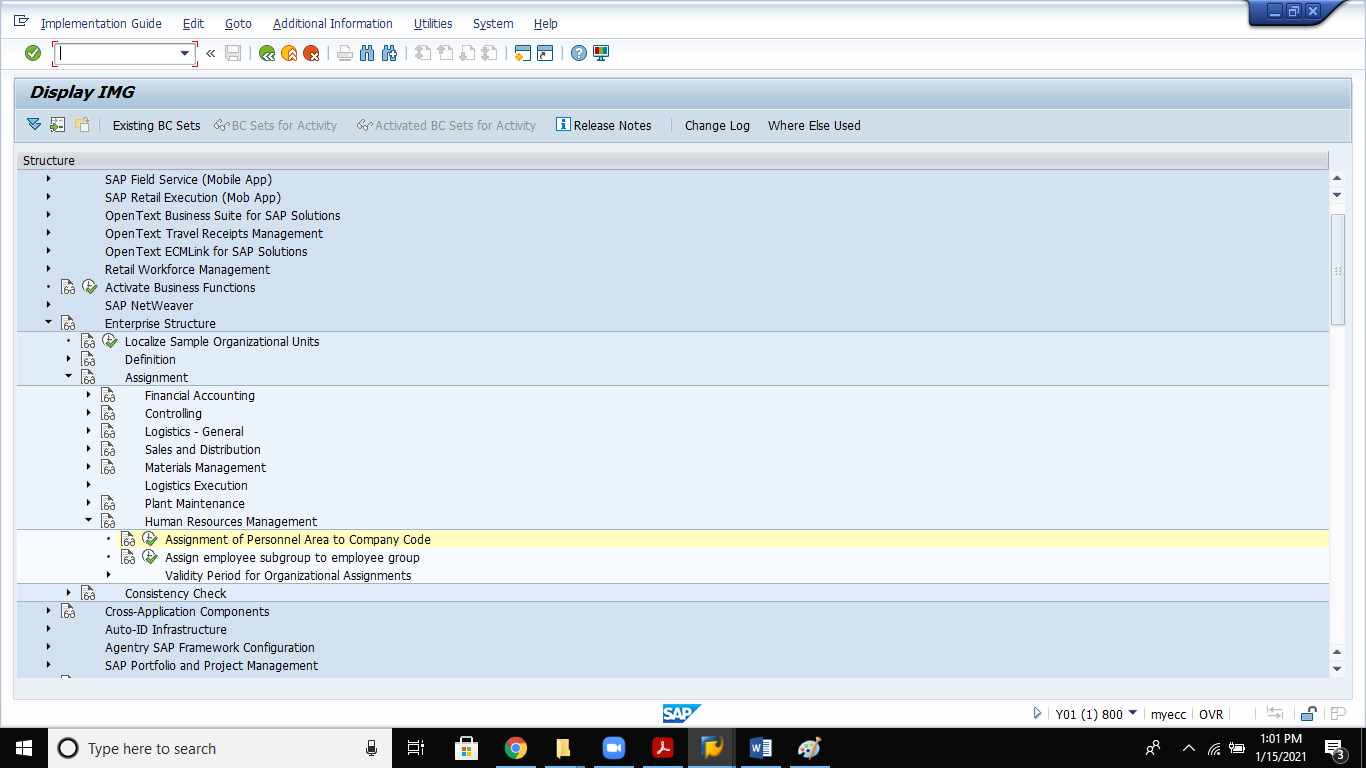 Implementation Guide Edit Goto Additional Information Utilities System Help
Display IMG
Existing BC Sets BC Sets for Activity Activated BC Sets for Activity Release Notes Change Log Where Else Used
Structure
SAP Field Service (Mobile App)
SAP Retail Execution (Mob App)
OpenText Business Suite for SAP Solutions
OpenText Travel Receipts Management
OpenText ECMLink for SAP Solutions
Retail Workforce Management
Activate Business Functions
SAP NetWeaver
Enterprise Structure
Localize Sample Organizational Units
Definition
Assignment
Financial Accounting
Controlling
Logistics - General
Sales and Distribution
Materials Management
Logistics Execution
Plant Maintenance
Human Resources Management
Assignment of Personnel Area to Company Code
Assign employee subgroup to employee group
Validity Period for Organizational Assignments
Consistency Check
Cross-Application Components
Auto-ID Infrastructure
Agentry SAP Framework Configuration
SAP Portfolio and Project Management
SAP Y01 (1) 800 myecc OVR
Type here to search
1:01 PM
1/15/2021
3